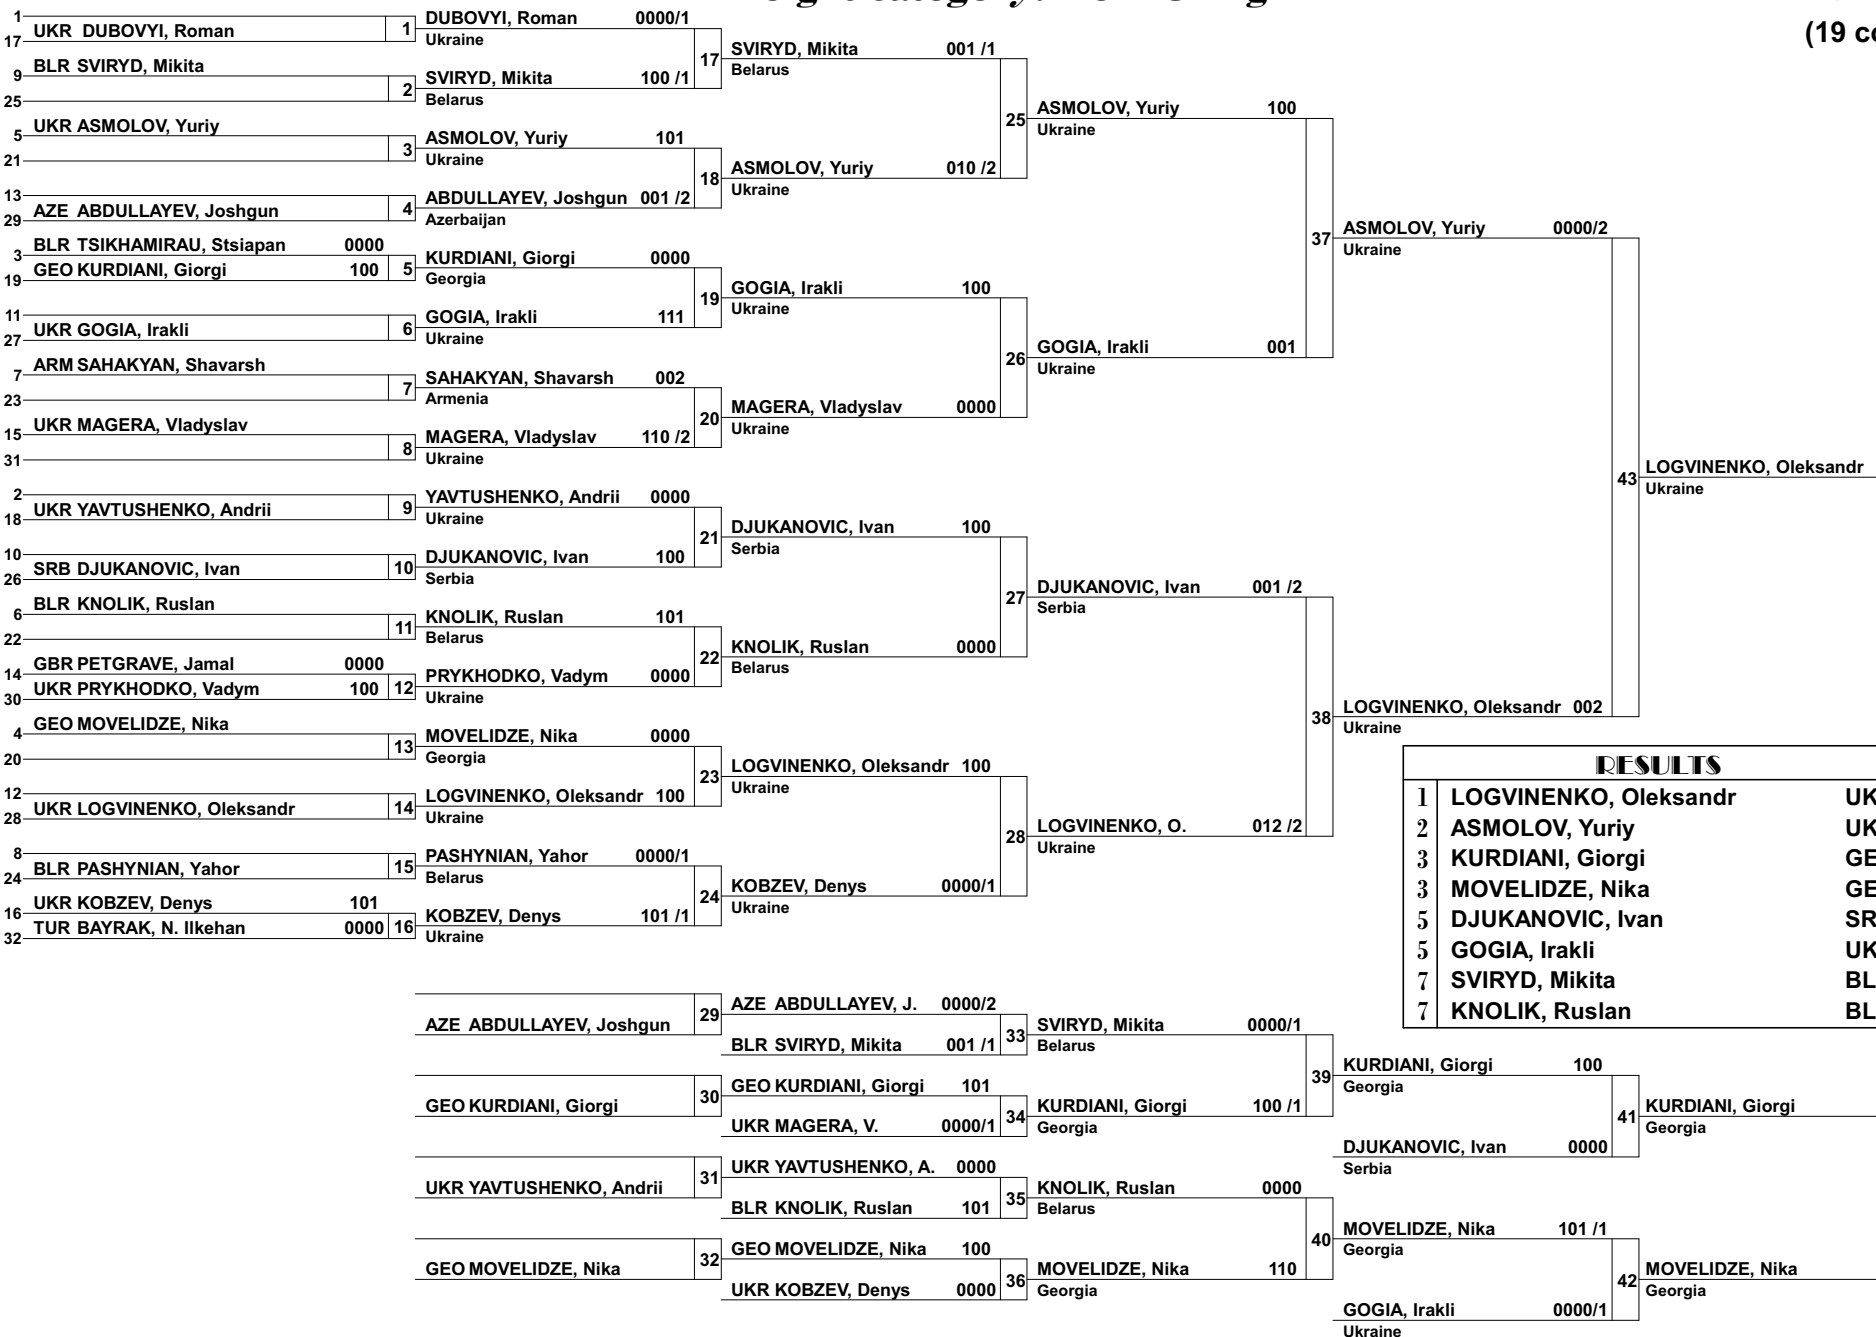 (19 co
1
17 UKR DUBOVYI, Roman 1
9 BLR SVIRYD, Mikita
25 2
5 UKR ASMOLOV, Yuriy
21 3
13
29 AZE ABDULLAYEV, Joshgun 4
3 BLR TSIKHAMIRAU, Stsiapan 0000
19 GEO KURDIANI, Giorgi 100 5
11
27 UKR GOGIA, Irakli 6
7 ARM SAHAKYAN, Shavarsh
23 7
15 UKR MAGERA, Vladyslav
31 8
2
18 UKR YAVTUSHENKO, Andrii 9
10
26 SRB DJUKANOVIC, Ivan 10
6 BLR KNOLIK, Ruslan
22 11
14 GBR PETGRAVE, Jamal 0000
30 UKR PRYKHODKO, Vadym 100 12
4 GEO MOVELIDZE, Nika
20 13
12
28 UKR LOGVINENKO, Oleksandr 14
8
24 BLR PASHYNIAN, Yahor 15
16 UKR KOBZEV, Denys 101
32 TUR BAYRAK, N. Ilkehan 0000 16
DUBOVYI, Roman 0000/1
Ukraine
17
SVIRYD, Mikita 100 /1
Belarus
ASMOLOV, Yuriy 101
Ukraine
18
ABDULLAYEV, Joshgun 001 /2
Azerbaijan
KURDIANI, Giorgi 0000
Georgia
19
GOGIA, Irakli 111
Ukraine
SAHAKYAN, Shavarsh 002
Armenia
20
MAGERA, Vladyslav 110 /2
Ukraine
YAVTUSHENKO, Andrii 0000
Ukraine
21
DJUKANOVIC, Ivan 100
Serbia
KNOLIK, Ruslan 101
Belarus
22
PRYKHODKO, Vadym 0000
Ukraine
MOVELIDZE, Nika 0000
Georgia
23
LOGVINENKO, Oleksandr 100
Ukraine
PASHYNIAN, Yahor 0000/1
Belarus
24
KOBZEV, Denys 101 /1
Ukraine
SVIRYD, Mikita 001 /1
Belarus
25
ASMOLOV, Yuriy 010 /2
Ukraine
GOGIA, Irakli 100
Ukraine
26
MAGERA, Vladyslav 0000
Ukraine
DJUKANOVIC, Ivan 100
Serbia
27
KNOLIK, Ruslan 0000
Belarus
LOGVINENKO, Oleksandr 100
Ukraine
28
KOBZEV, Denys 0000/1
Ukraine
ASMOLOV, Yuriy 100
Ukraine
37
GOGIA, Irakli 001
Ukraine
DJUKANOVIC, Ivan 001 /2
Serbia
38
LOGVINENKO, O. 012 /2
Ukraine
ASMOLOV, Yuriy 0000/2
Ukraine
43
LOGVINENKO, Oleksandr 002
Ukraine
LOGVINENKO, Oleksandr
Ukraine
RESULTS
1 LOGVINENKO, Oleksandr UK
2 ASMOLOV, Yuriy UK
3 KURDIANI, Giorgi GE
3 MOVELIDZE, Nika GE
5 DJUKANOVIC, Ivan SR
5 GOGIA, Irakli UK
7 SVIRYD, Mikita BL
7 KNOLIK, Ruslan BL
AZE ABDULLAYEV, Joshgun 29
GEO KURDIANI, Giorgi 30
UKR YAVTUSHENKO, Andrii 31
GEO MOVELIDZE, Nika 32
AZE ABDULLAYEV, J. 0000/2
33
BLR SVIRYD, Mikita 001 /1
GEO KURDIANI, Giorgi 101
34
UKR MAGERA, V. 0000/1
UKR YAVTUSHENKO, A. 0000
35
BLR KNOLIK, Ruslan 101
GEO MOVELIDZE, Nika 100
36
UKR KOBZEV, Denys 0000
SVIRYD, Mikita 0000/1
Belarus
39
KURDIANI, Giorgi 100 /1
Georgia
KNOLIK, Ruslan 0000
Belarus
40
MOVELIDZE, Nika 110
Georgia
KURDIANI, Giorgi 100
Georgia
41
DJUKANOVIC, Ivan 0000
Serbia
MOVELIDZE, Nika 101 /1
Georgia
42
GOGIA, Irakli 0000/1
Ukraine
KURDIANI, Giorgi
Georgia
MOVELIDZE, Nika
Georgia